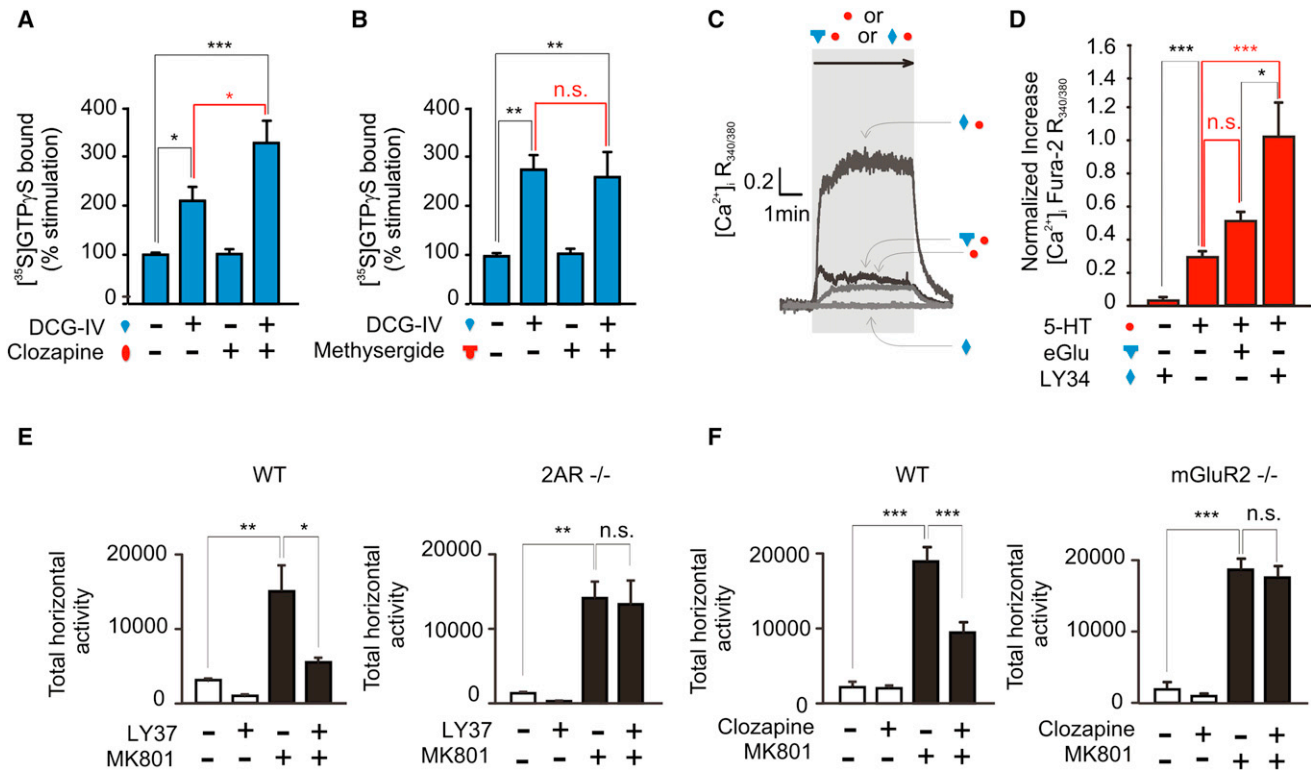 A
***
*
*
[³⁵S]GTPγS bound
(% stimulation)
400
300
200
100
0
DCG-IV - + - +
Clozapine - - + +
B
**
n.s.
**
[³⁵S]GTPγS bound
(% stimulation)
400
300
200
100
0
DCG-IV - + - +
Methysergide - - + +
C
or
or
[Ca²⁺]ᵢ R340/380
0.2
1min
D
***
***
*
n.s.
Normalized Increase
[Ca²⁺]ᵢ Fura-2 R340/380
1.6
1.4
1.2
1.0
0.8
0.6
0.4
0.2
0
5-HT - + + +
eGlu - - + -
LY34 + - - +
E
WT
** *
Total horizontal
activity
20000
10000
0
LY37 - + - +
MK801 - - + +
2AR -/-
** n.s.
Total horizontal
activity
20000
10000
0
LY37 - + - +
MK801 - - + +
F
WT
*** ***
Total horizontal
activity
20000
10000
0
Clozapine - + - +
MK801 - - + +
mGluR2 -/-
*** n.s.
Total horizontal
activity
20000
10000
0
Clozapine - + - +
MK801 - - + +